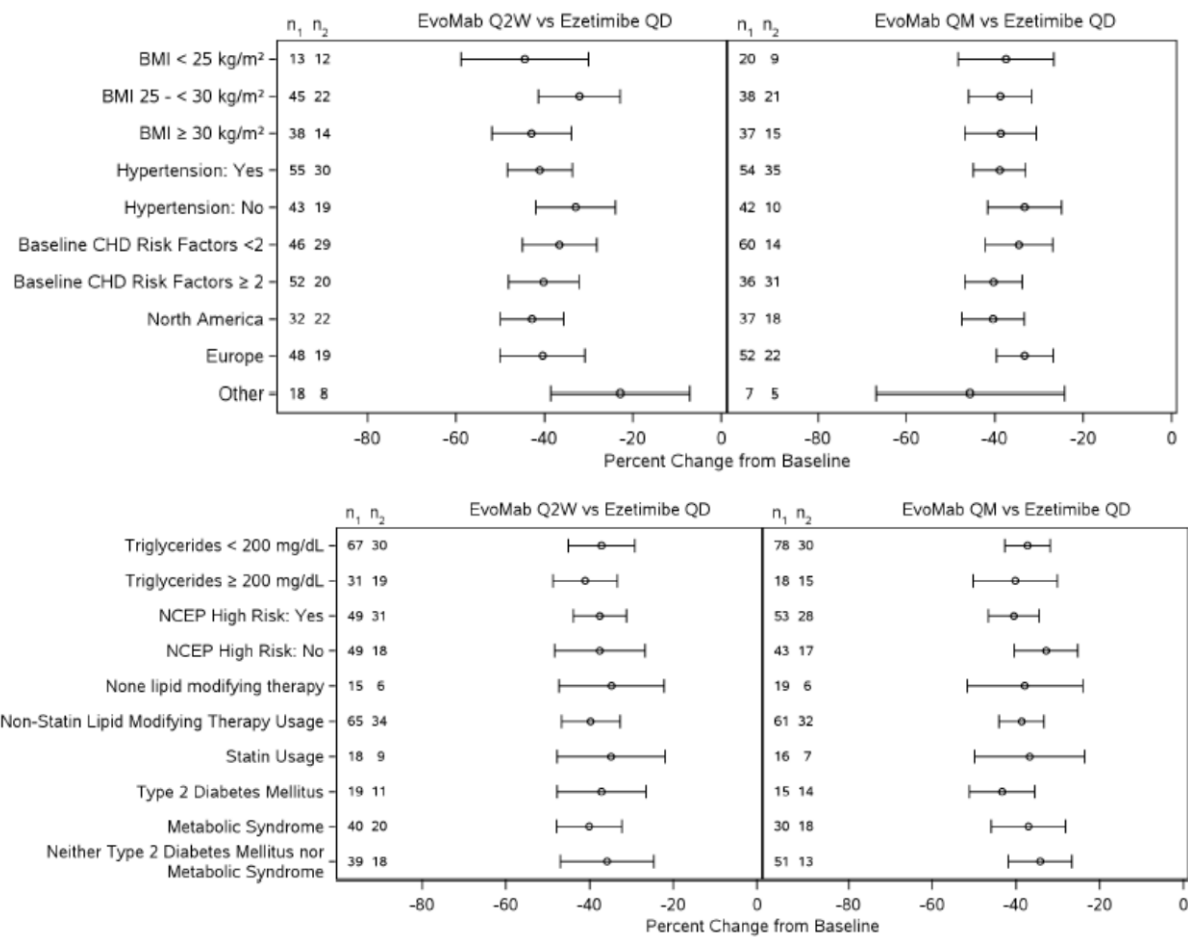 n1 n2 EvoMab Q2W vs Ezetimibe QD n1 n2 EvoMab QM vs Ezetimibe QD
BMI < 25 kg/m² 13 12 20 9
BMI 25 - < 30 kg/m² 45 22 38 21
BMI ≥ 30 kg/m² 38 14 37 15
Hypertension: Yes 55 30 54 35
Hypertension: No 43 19 42 10
Baseline CHD Risk Factors <2 46 29 60 14
Baseline CHD Risk Factors ≥ 2 52 20 36 31
North America 32 22 37 18
Europe 48 19 52 22
Other 18 8 7 5
-80 -60 -40 -20 0 -80 -60 -40 -20 0
Percent Change from Baseline
n1 n2 EvoMab Q2W vs Ezetimibe QD n1 n2 EvoMab QM vs Ezetimibe QD
Triglycerides < 200 mg/dL 67 30 78 30
Triglycerides ≥ 200 mg/dL 31 19 18 15
NCEP High Risk: Yes 49 31 53 28
NCEP High Risk: No 49 18 43 17
None lipid modifying therapy 15 6 19 6
Non-Statin Lipid Modifying Therapy Usage 65 34 61 32
Statin Usage 18 9 16 7
Type 2 Diabetes Mellitus 19 11 15 14
Metabolic Syndrome 40 20 30 18
Neither Type 2 Diabetes Mellitus nor
Metabolic Syndrome 39 18 51 13
-80 -60 -40 -20 0 -80 -60 -40 -20 0
Percent Change from Baseline